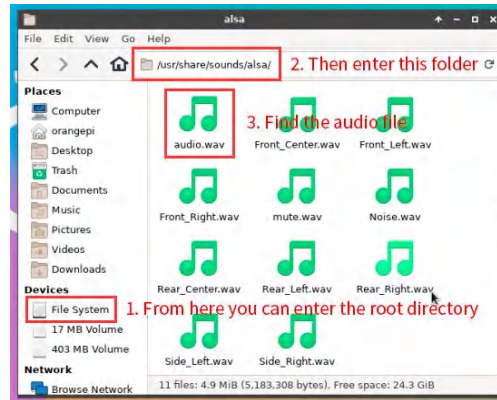 alsa
File Edit View Go Help
/usr/share/sounds/alsa/
2. Then enter this folder
Places
Computer
orangepi
Desktop
Trash
Documents
Music
Pictures
Videos
Downloads
Devices
File System
17 MB Volume
403 MB Volume
Network
Browse Network
3. Find the audio file
audio.wav
Front_Center.wav
Front_Left.wav
Front_Right.wav
mute.wav
Noise.wav
Rear_Center.wav
Rear_Left.wav
Rear_Right.wav
1. From here you can enter the root directory
Side_Left.wav
Side_Right.wav
11 files: 4.9 MiB (5,183,308 bytes), Free space: 24.3 GiB